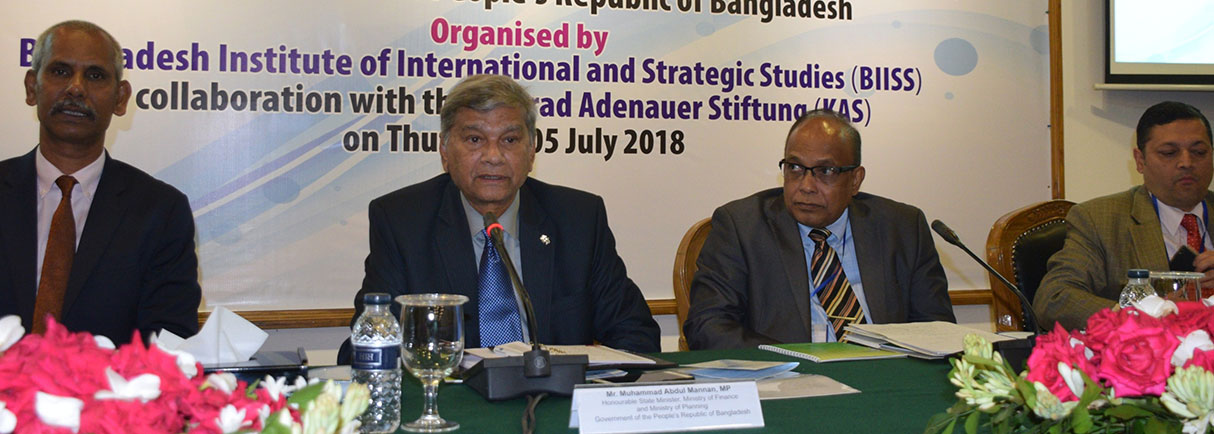 People's Republic of Bangladesh
Organised by
Bangladesh Institute of International and Strategic Studies (BIISS)
collaboration with the Adenauer Stiftung (KAS)
on 05 July 2018
Mr. Muhammad Abdul Mannan, MP
Honourable State Minister, Ministry of Finance
and Ministry of Planning
Government of the People's Republic of Bangladesh